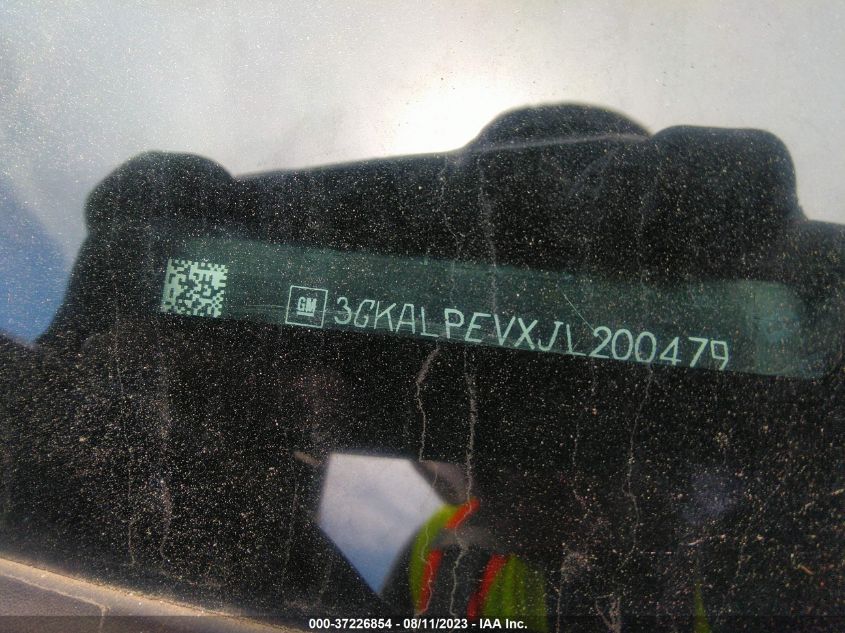 GM 3GKALPEVXJL200479
000-37226854 - 08/11/2023 - IAA Inc.